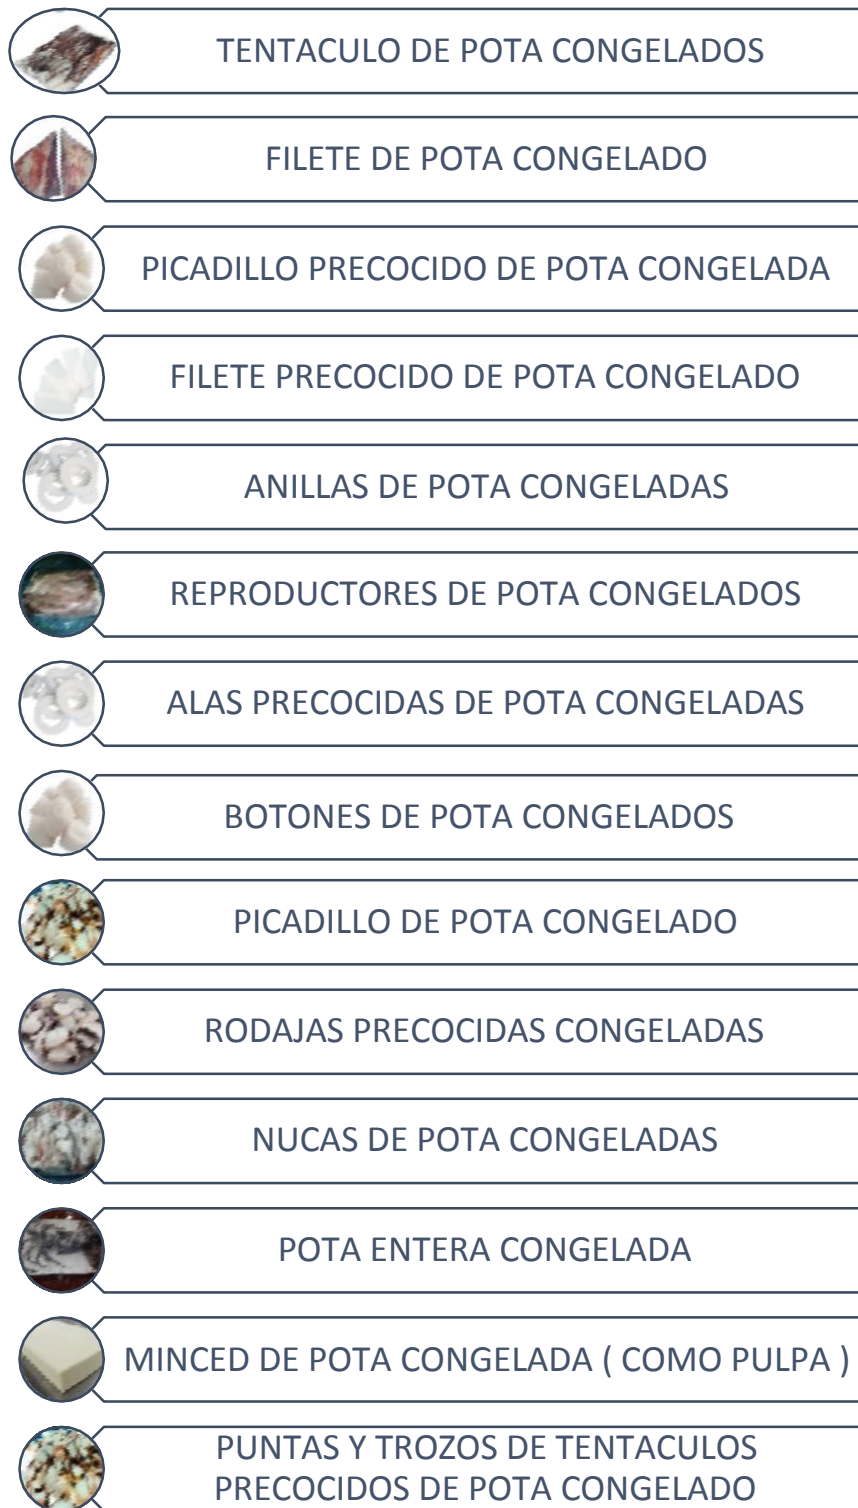 TENTACULO DE POTA CONGELADOS
FILETE DE POTA CONGELADO
PICADILLO PRECOCIDO DE POTA CONGELADA
FILETE PRECOCIDO DE POTA CONGELADO
ANILLAS DE POTA CONGELADAS
REPRODUCTORES DE POTA CONGELADOS
ALAS PRECOCIDAS DE POTA CONGELADAS
BOTONES DE POTA CONGELADOS
PICADILLO DE POTA CONGELADO
RODAJAS PRECOCIDAS CONGELADAS
NUCAS DE POTA CONGELADAS
POTA ENTERA CONGELADA
MINCED DE POTA CONGELADA ( COMO PULPA )
PUNTAS Y TROZOS DE TENTACULOS
PRECOCIDOS DE POTA CONGELADO